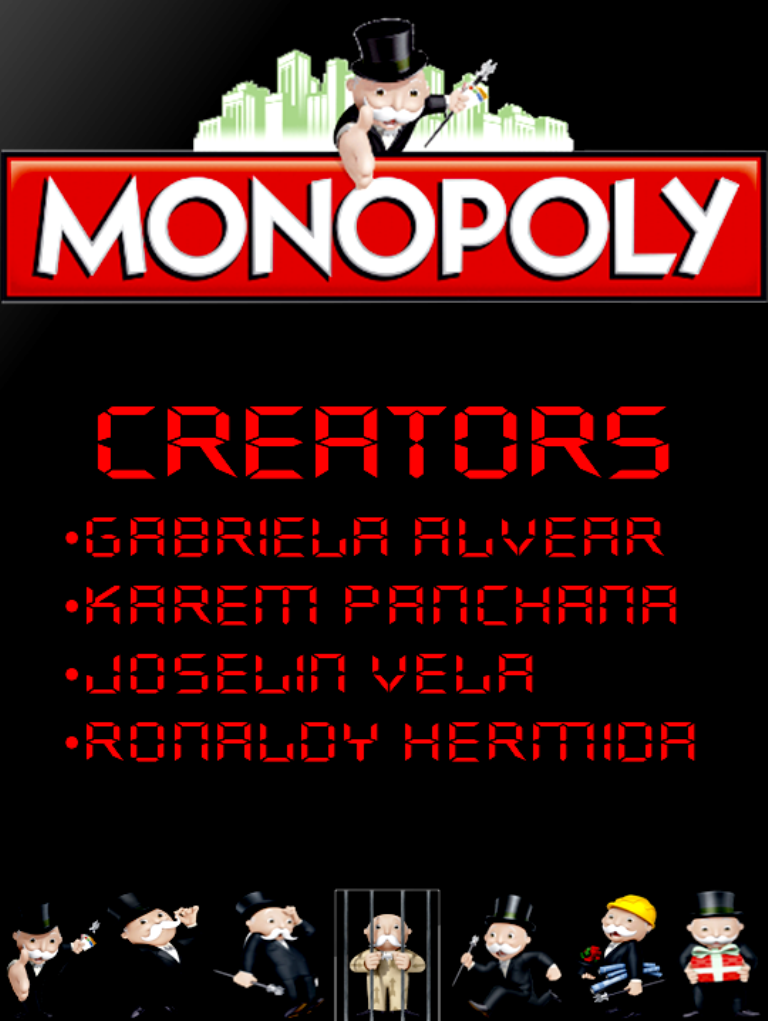 MONOPOLY
CREATORS
•GABRIELA ALVEAR
•KAREM PANCHANA
•JOSELIN VELA
•RONALDY HERMIDA